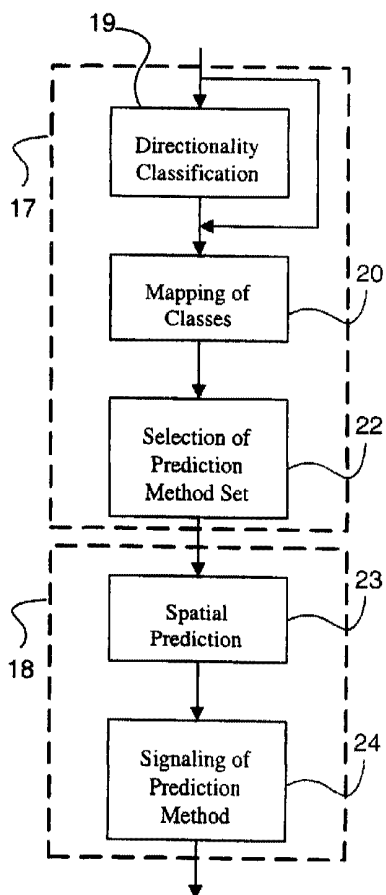 19
Directionality
Classification
17
Mapping of
Classes
20
Selection of
Prediction
Method Set
22
Spatial
Prediction
23
18
Signaling of
Prediction
Method
24